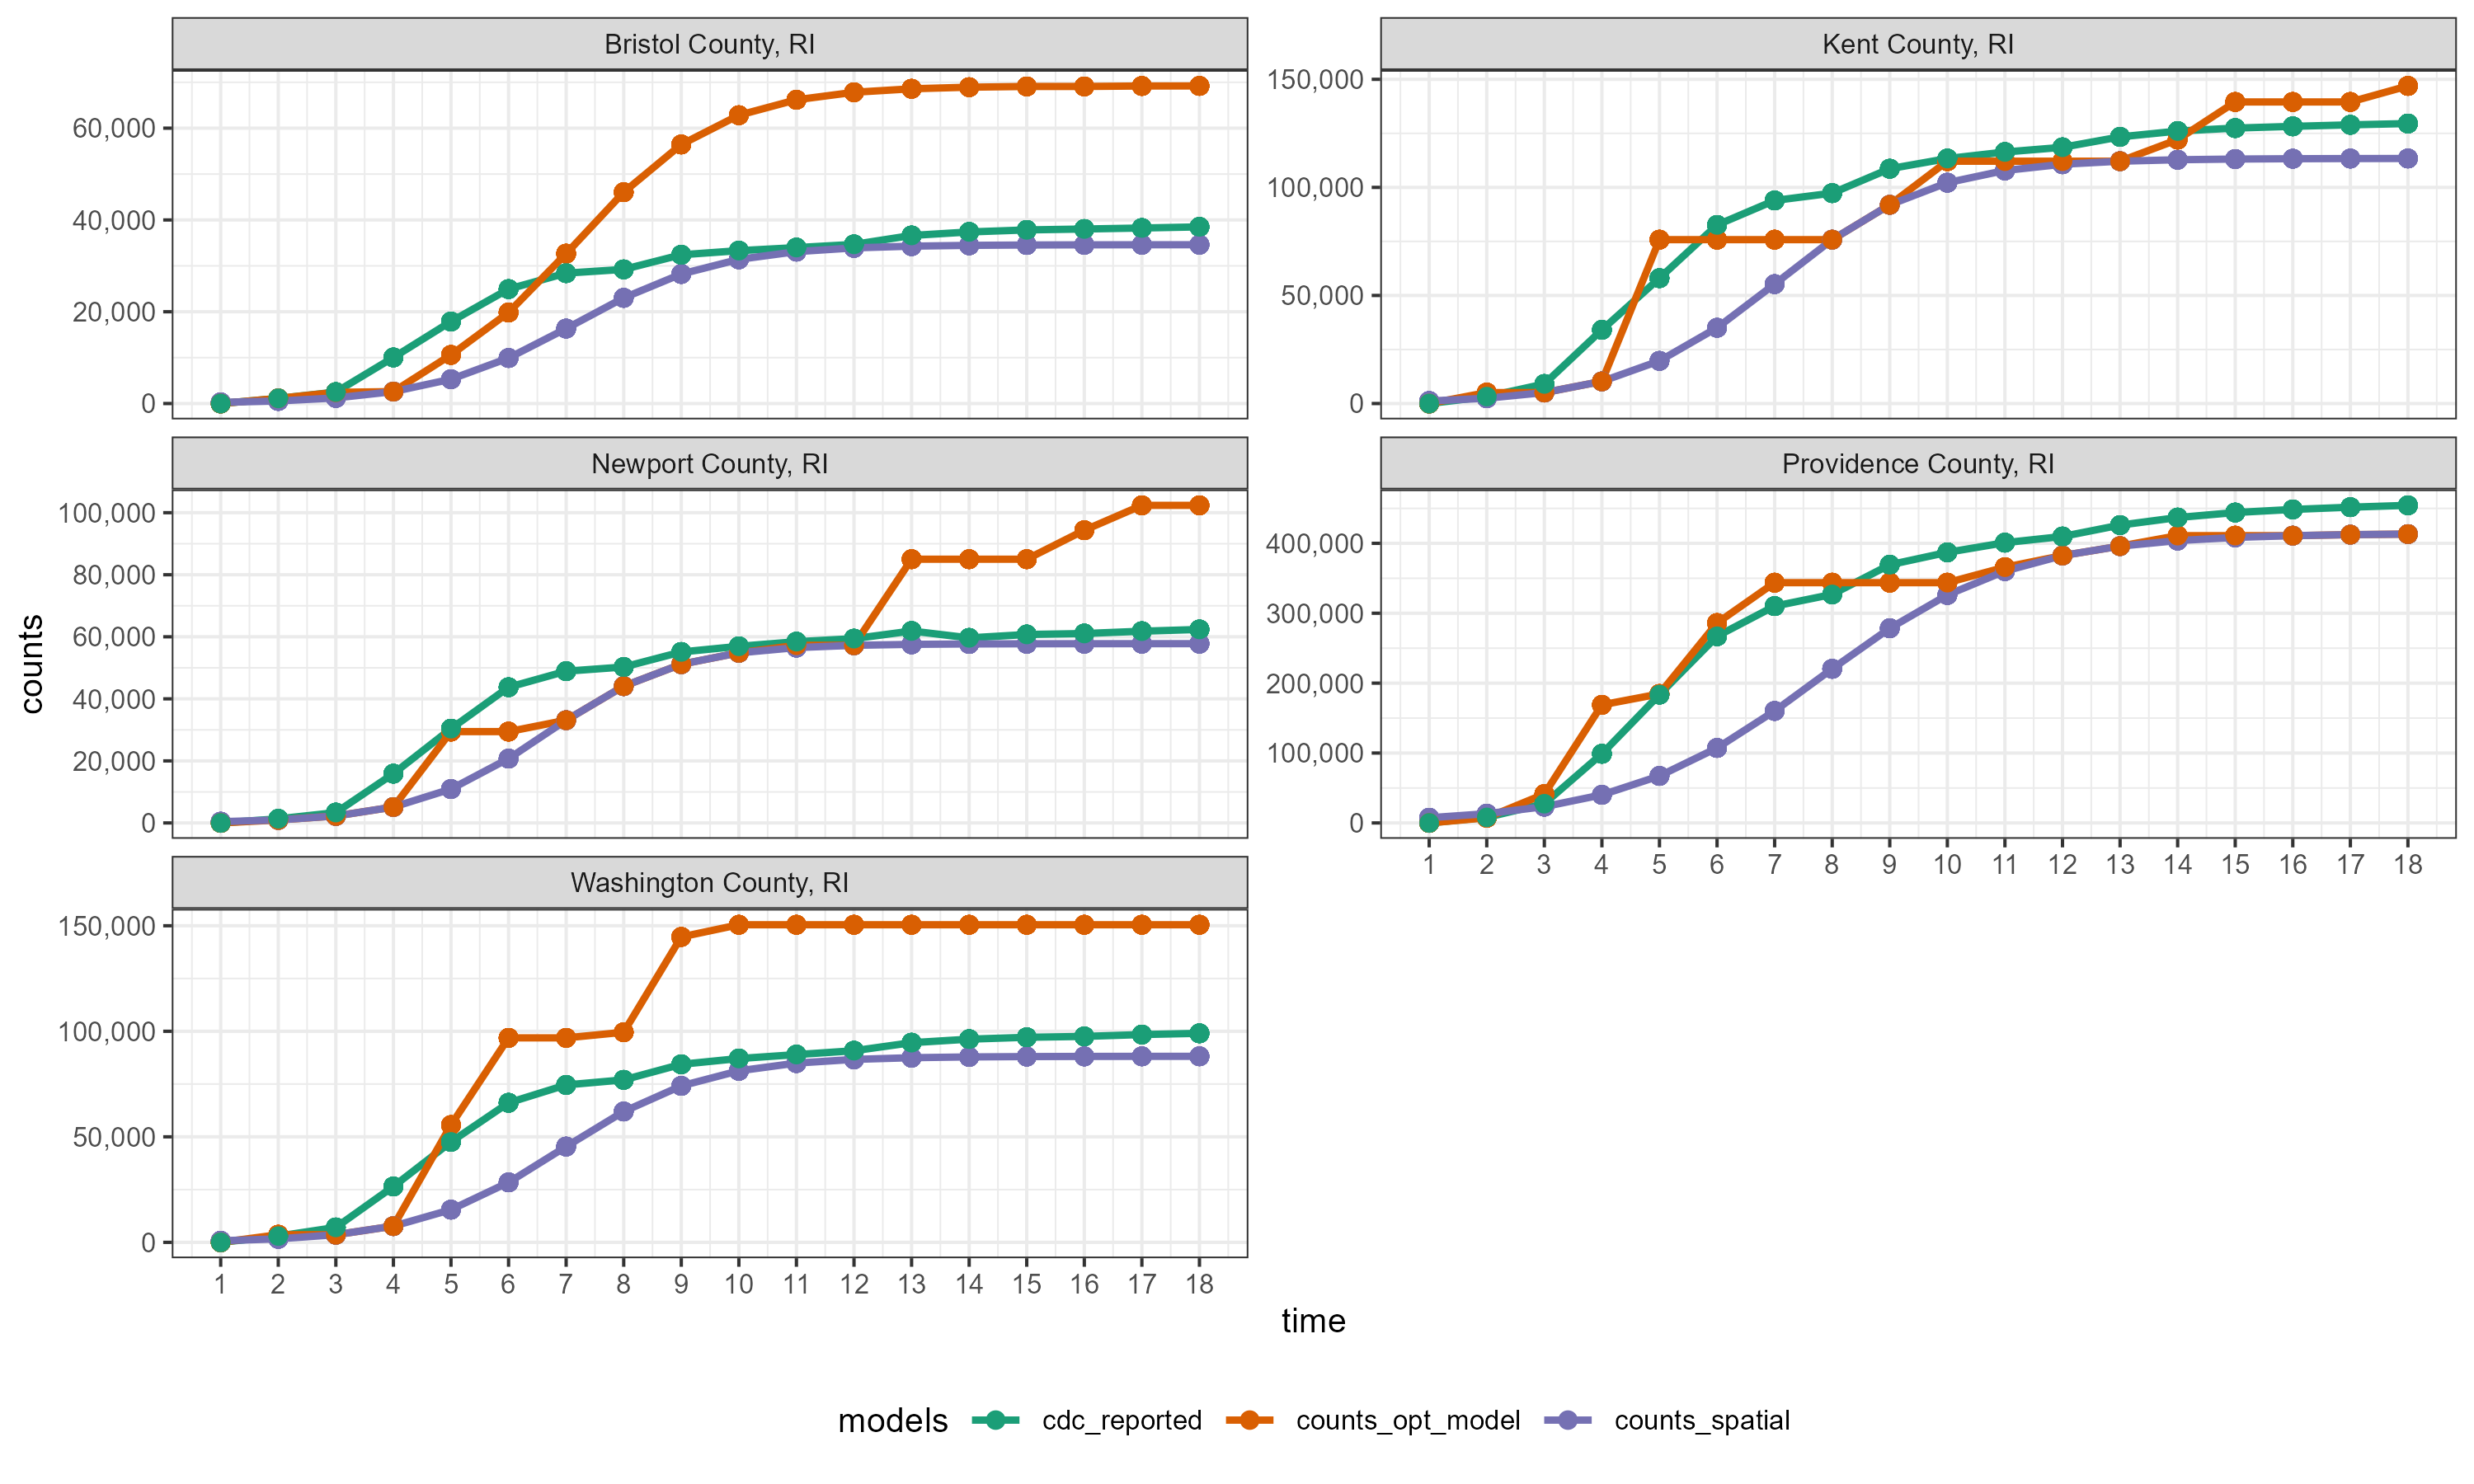 Bristol County, RI
Kent County, RI
60,000
40,000
20,000
0
150,000
100,000
50,000
0
Newport County, RI
Providence County, RI
100,000
80,000
60,000
40,000
20,000
0
400,000
300,000
200,000
100,000
0
1 2 3 4 5 6 7 8 9 10 11 12 13 14 15 16 17 18
Washington County, RI
150,000
100,000
50,000
0
1 2 3 4 5 6 7 8 9 10 11 12 13 14 15 16 17 18
counts
time
models cdc_reported counts_opt_model counts_spatial